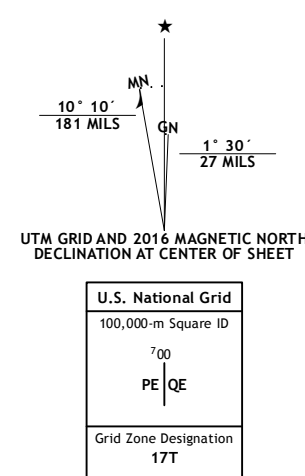 ★
MN
10° 10´
181 MILS
GN
1° 30´
27 MILS
UTM GRID AND 2016 MAGNETIC NORTH
DECLINATION AT CENTER OF SHEET
U.S. National Grid
100,000-m Square ID
⁷00
PE QE
Grid Zone Designation
17T